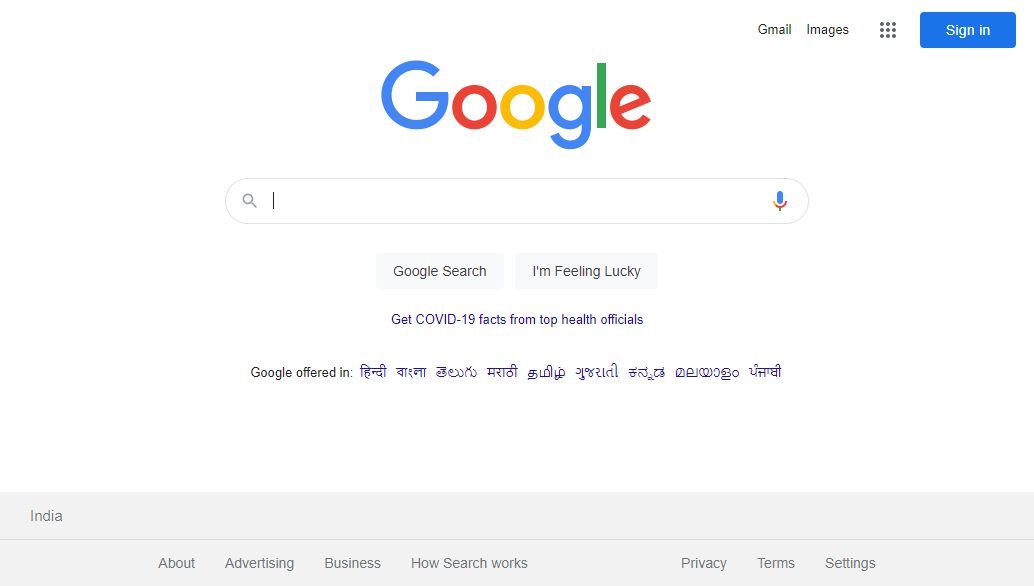 Gmail Images Sign in
Google
Google Search I'm Feeling Lucky
Get COVID-19 facts from top health officials
Google offered in: हिन्दी বাংলা తెలుగు मराठी தமிழ் ગુજરાતી ಕನ್ನಡ മലയാളം ਪੰਜਾਬੀ
India
About Advertising Business How Search works Privacy Terms Settings